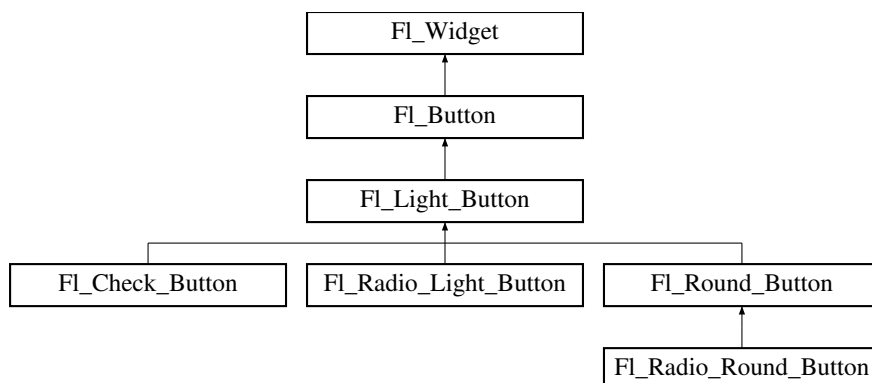 Fl_Widget
Fl_Button
Fl_Light_Button
Fl_Check_Button
Fl_Radio_Light_Button
Fl_Round_Button
Fl_Radio_Round_Button